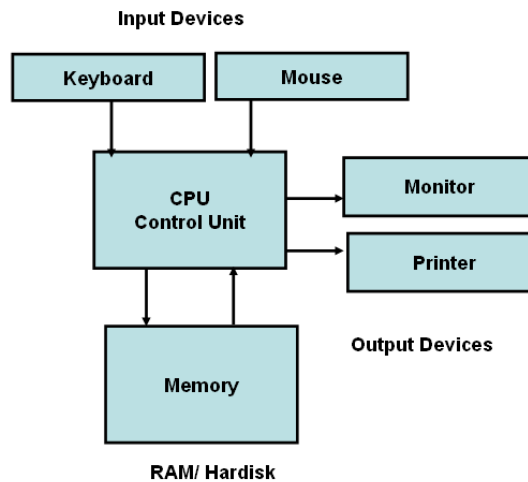 Input Devices
Keyboard
Mouse
CPU
Control Unit
Monitor
Printer
Output Devices
Memory
RAM/ Hardisk